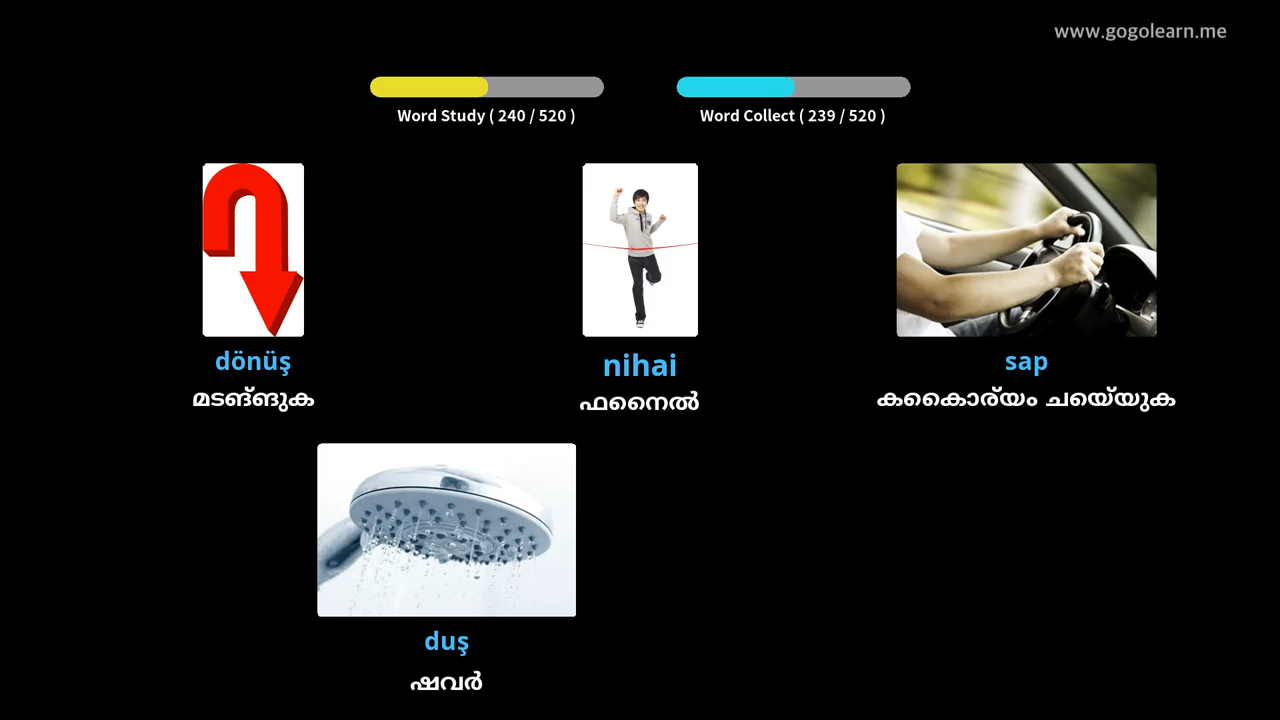 www.gogolearn.me
Word Study ( 240 / 520 )
Word Collect ( 239 / 520 )
dönüş
മടങ്ങുക
nihai
ഫൈനൽ
sap
കൈകാര്യം ചെയ്യുക
duş
ഷവർ